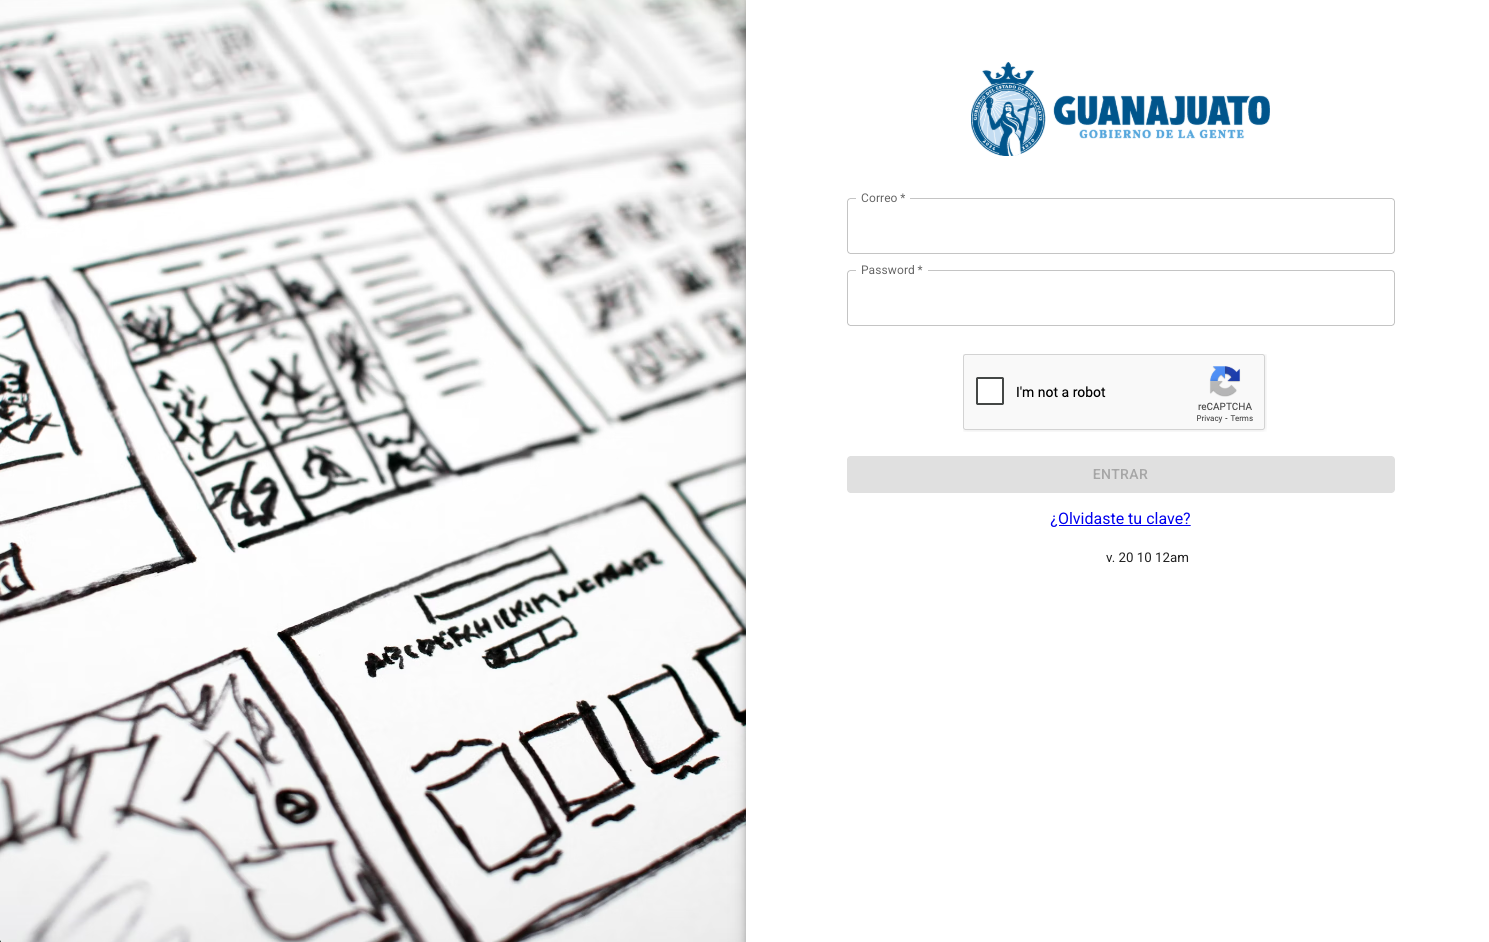 ABCDEFGHIJKLMN
GOBIERNO DEL ESTADO DE GUANAJUATO
GUANAJUATO
GOBIERNO DE LA GENTE
Correo *
Password *
I'm not a robot
reCAPTCHA
Privacy - Terms
ENTRAR
¿Olvidaste tu clave?
v. 20 10 12am